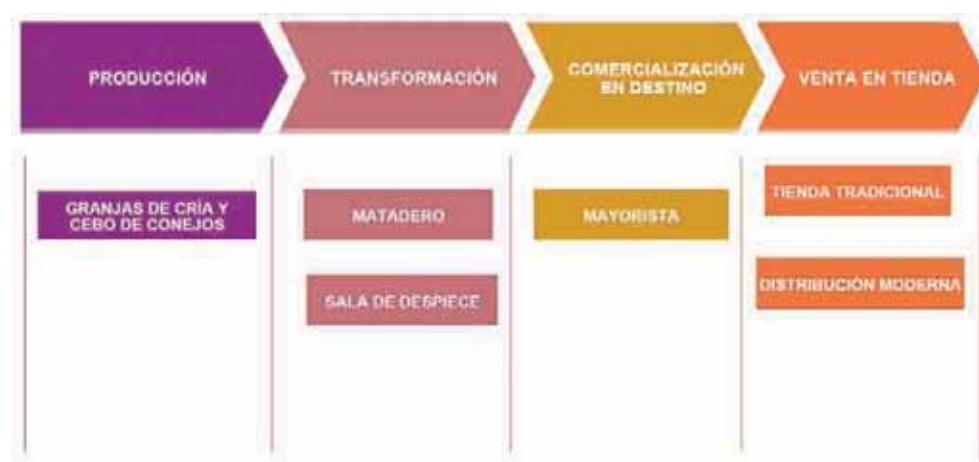 PRODUCCIÓN
TRANSFORMACIÓN
COMERCIALIZACIÓN
EN DESTINO
VENTA EN TIENDA
GRANJAS DE CRÍA Y
CEBO DE CONEJOS
MATADERO
SALA DE DESPIECE
MAYORISTA
TIENDA TRADICIONAL
DISTRIBUCIÓN MODERNA